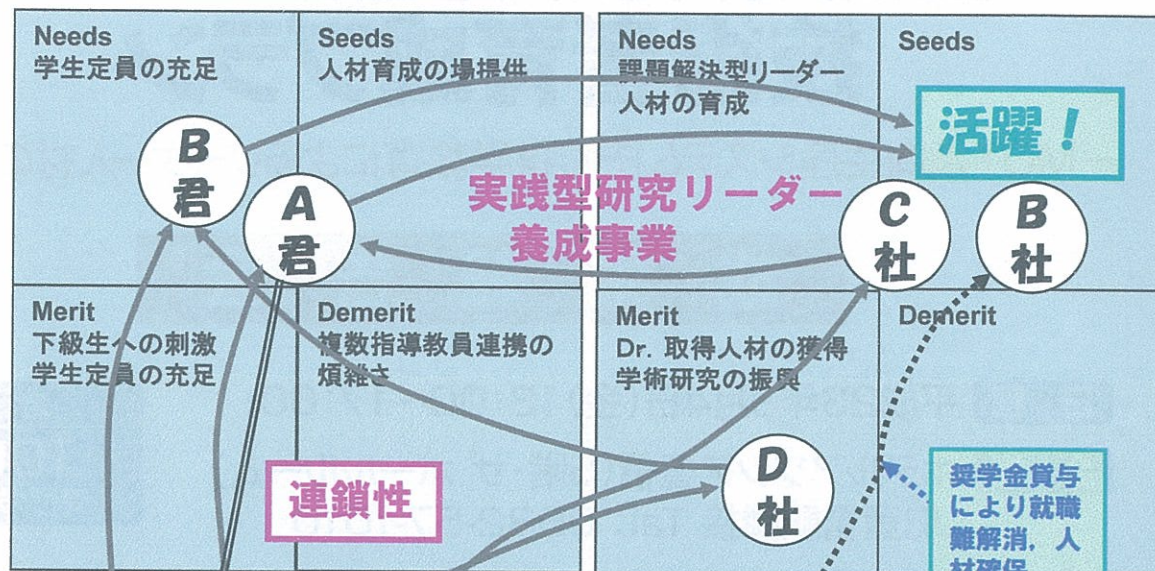 Needs
学生定員の充足
Seeds
人材育成の場提供
Needs
課題解決型リーダー
人材の育成
Seeds
活躍！
B
君
A
君
実践型研究リーダー
養成事業
C
社
B
社
Merit
下級生への刺激
学生定員の充足
Demerit
複数指導教員連携の
煩雑さ
Merit
Dr. 取得人材の獲得
学術研究の振興
Demerit
連鎖性
D
社
奨学金貸与
により就職
難解消，人
材確保